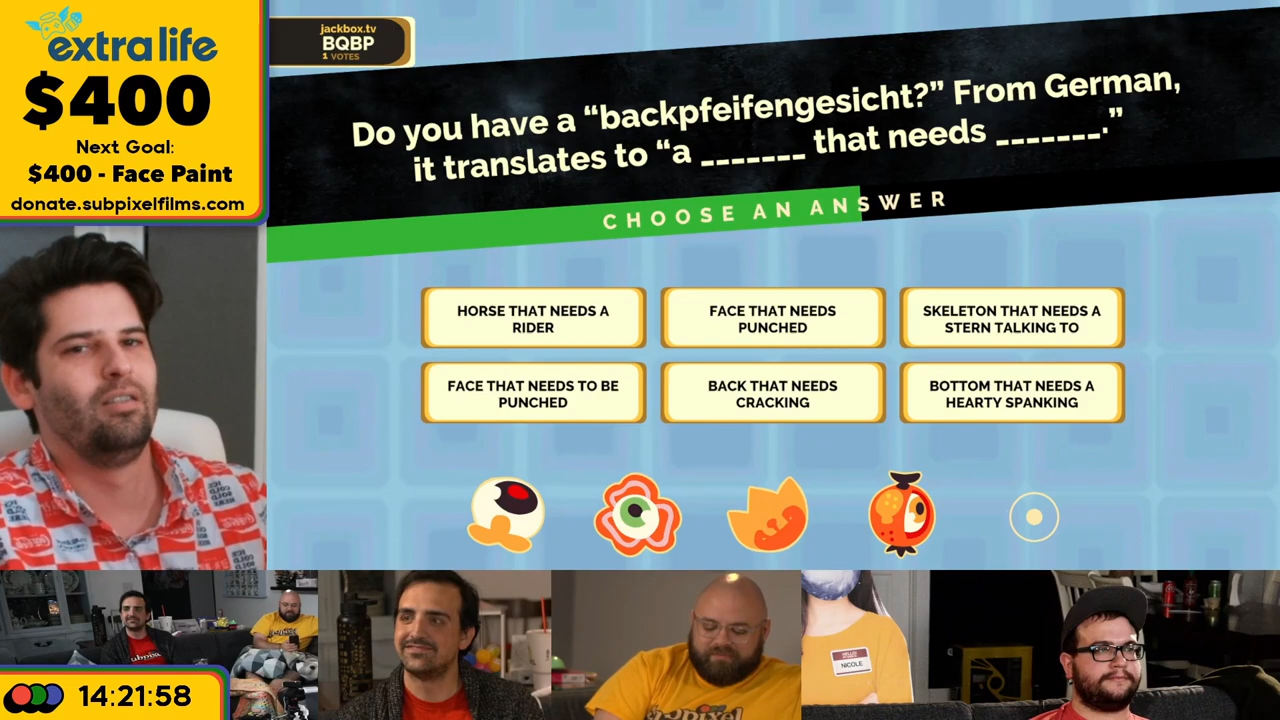 extra life
$400
Next Goal:
$400 - Face Paint
donate.subpixelfilms.com
jackbox.tv
BQBP
1 VOTES
Do you have a “backpfeifengesicht?” From German,
it translates to “a _______ that needs _______.”
CHOOSE AN ANSWER
HORSE THAT NEEDS A
RIDER
FACE THAT NEEDS
PUNCHED
SKELETON THAT NEEDS A
STERN TALKING TO
FACE THAT NEEDS TO BE
PUNCHED
BACK THAT NEEDS
CRACKING
BOTTOM THAT NEEDS A
HEARTY SPANKING
HELLO
NICOLE
14:21:58